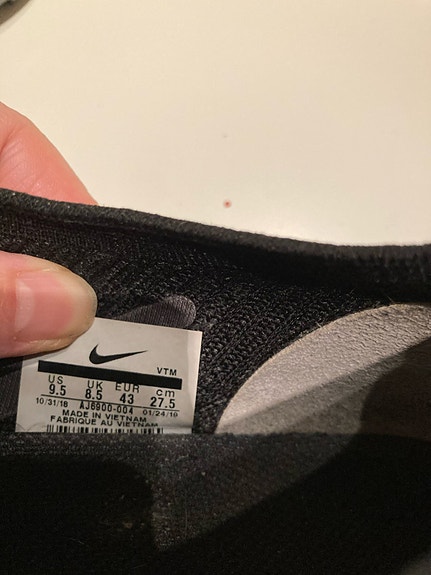 VTM
US UK EUR cm
9.5 8.5 43 27.5
10/31/18 AJ6900-004 01/24/19
MADE IN VIETNAM
FABRIQUE AU VIETNAM